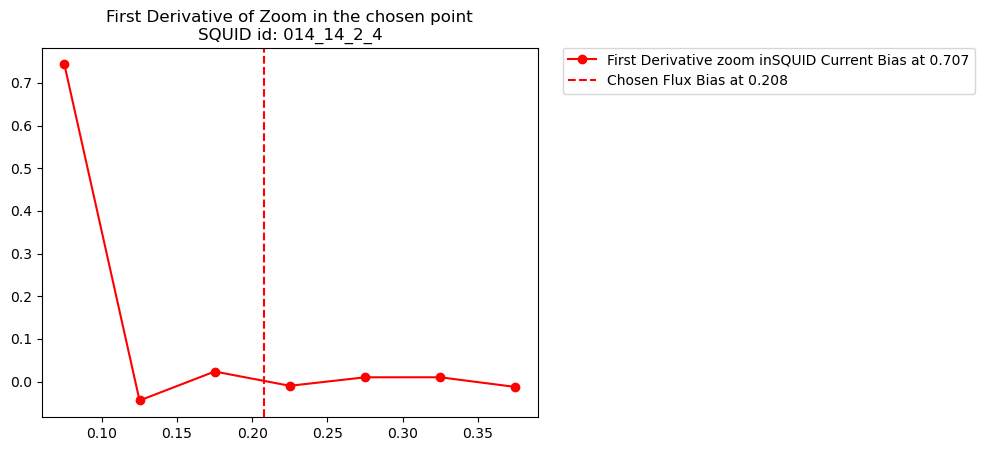 First Derivative of Zoom in the chosen point
SQUID id: 014_14_2_4
First Derivative zoom inSQUID Current Bias at 0.707
Chosen Flux Bias at 0.208
0.7
0.6
0.5
0.4
0.3
0.2
0.1
0.0
0.10 0.15 0.20 0.25 0.30 0.35